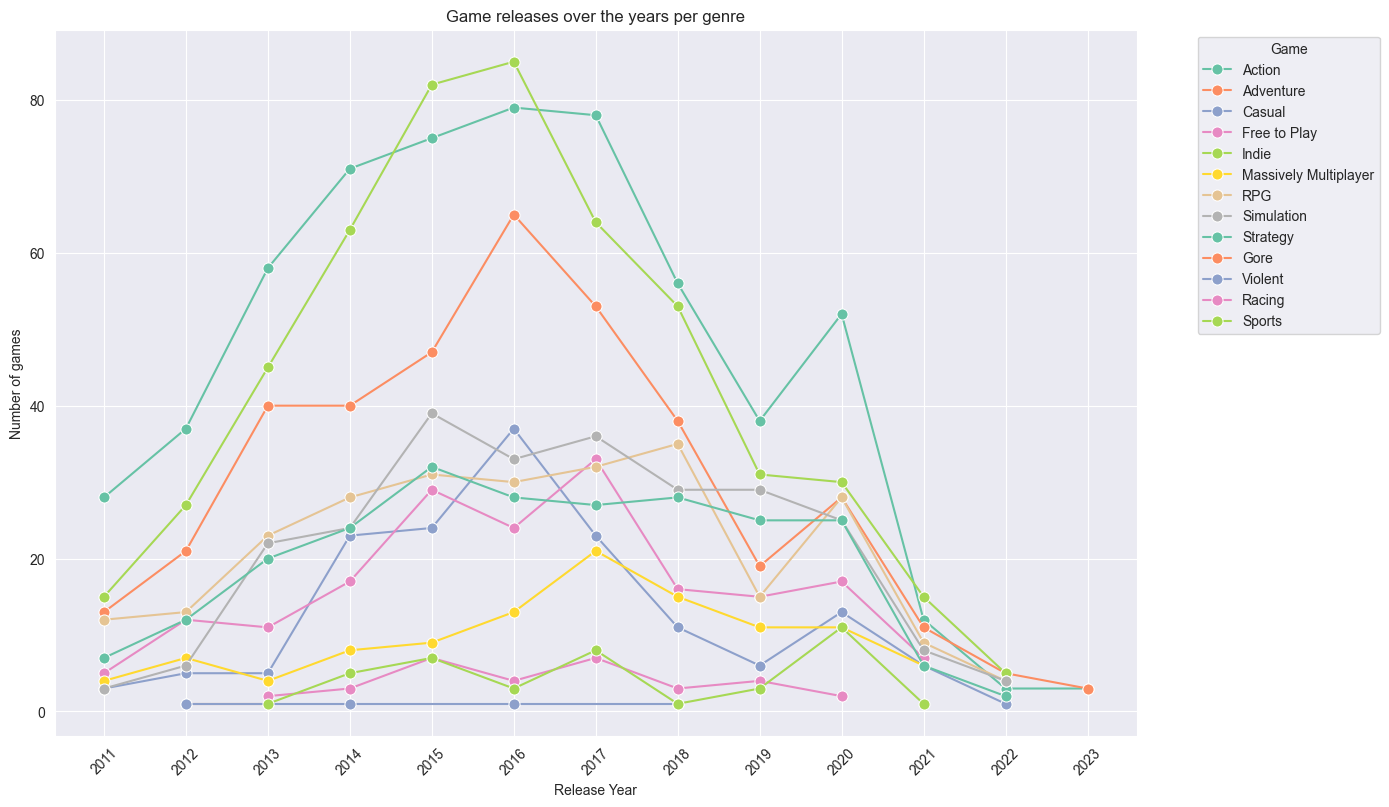 Game releases over the years per genre
Number of games
80
60
40
20
0
2011
2012
2013
2014
2015
2016
2017
2018
2019
2020
2021
2022
2023
Release Year
Game
Action
Adventure
Casual
Free to Play
Indie
Massively Multiplayer
RPG
Simulation
Strategy
Gore
Violent
Racing
Sports